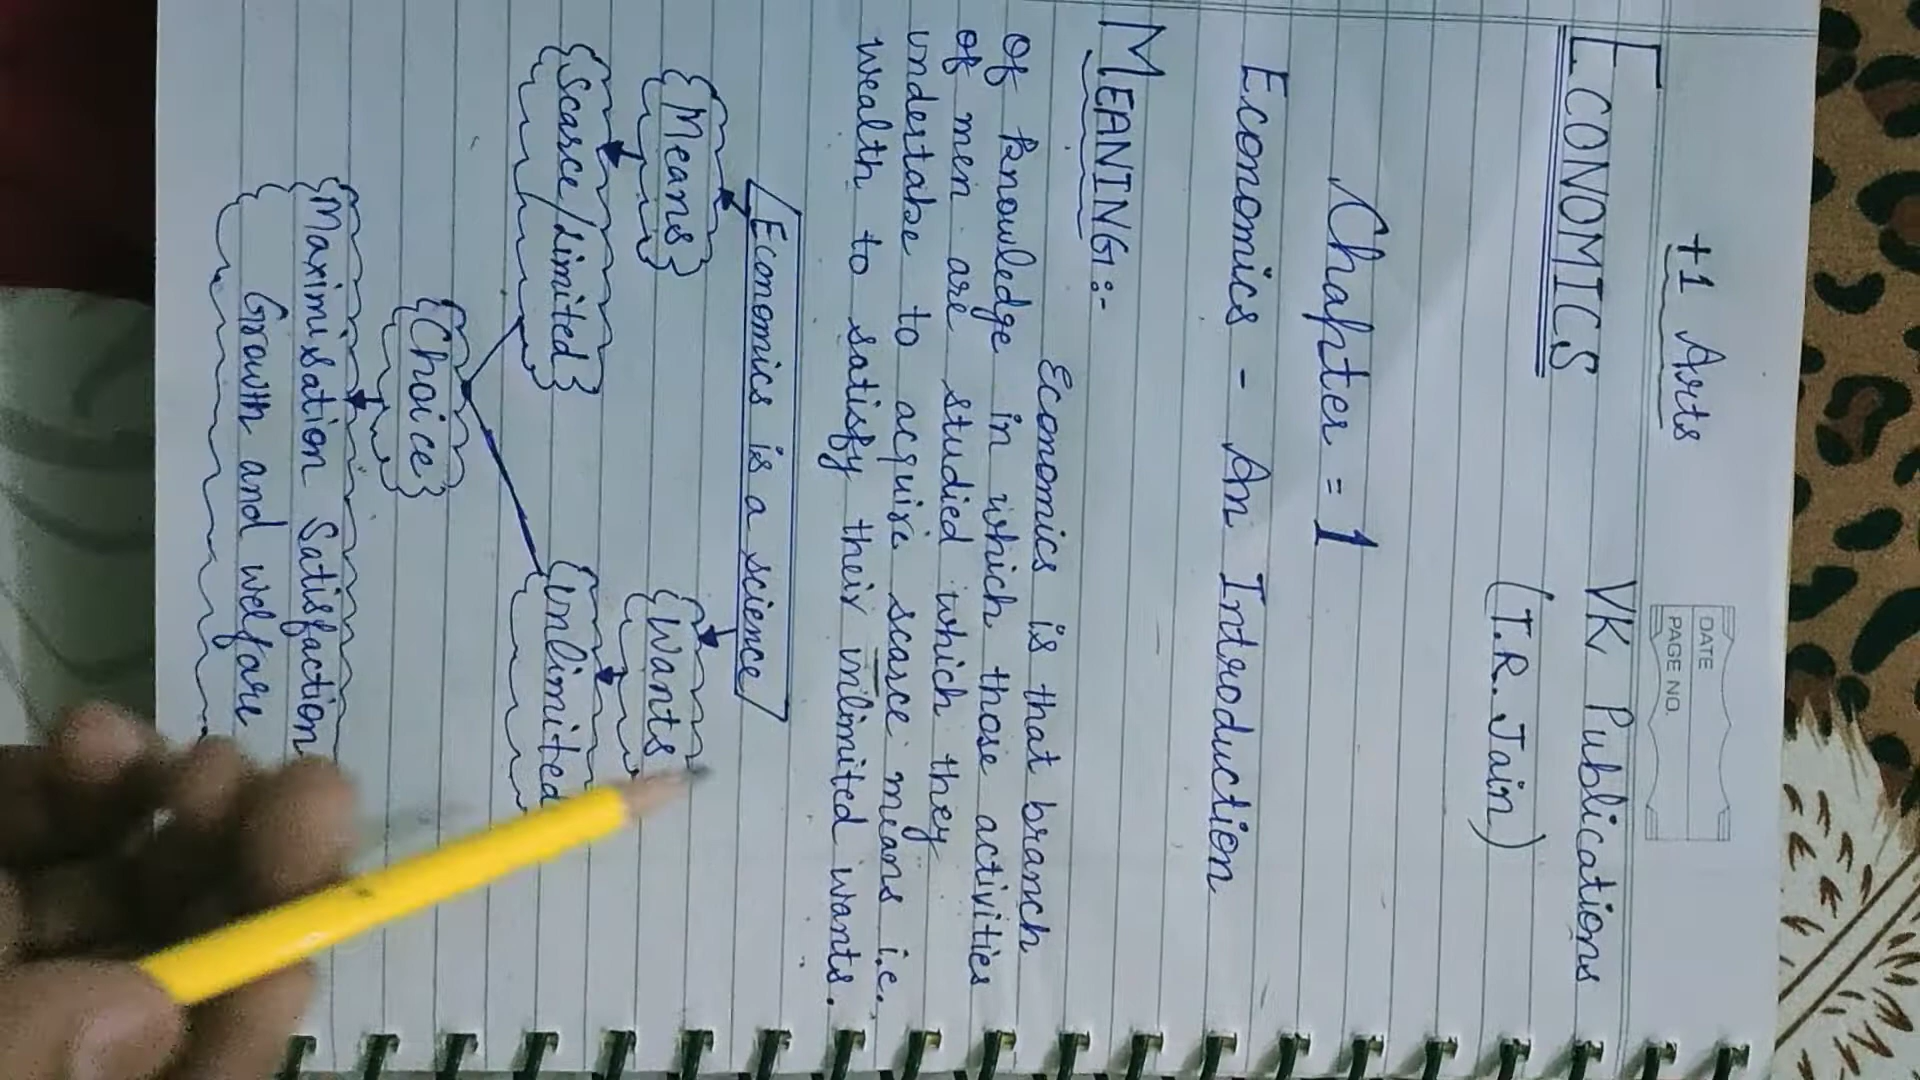 +1 Arts
DATE
PAGE NO.
ECONOMICS VK Publications
(T.R. Jain)
Chapter = 1
Economics - An Introduction
MEANING:-
Economics is that branch
of knowledge in which those activities
of men are studied which they
undertake to acquire scarce means i.e.
wealth to satisfy their unlimited wants.
Economics is a science
Means Wants
Scarce/Limited Unlimited
Choice
Maximisation Satisfaction
Growth and welfare